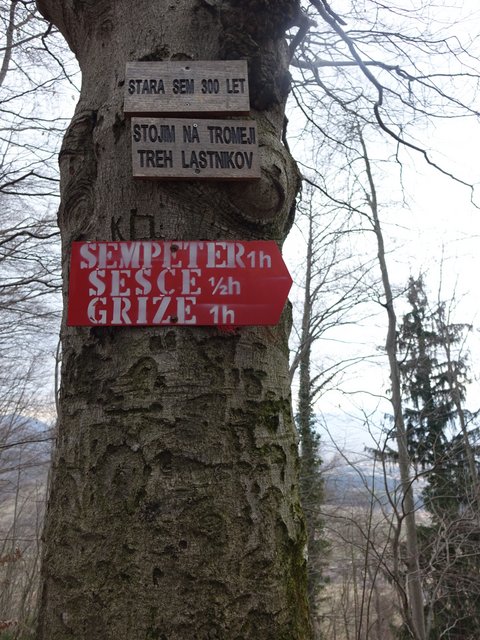 STARA SEM 300 LET
STOJIM NA TROMEJI
TREH LASTNIKOV
ŠEMPETER 1h
ŠEŠČE ½h
GRIŽE 1h